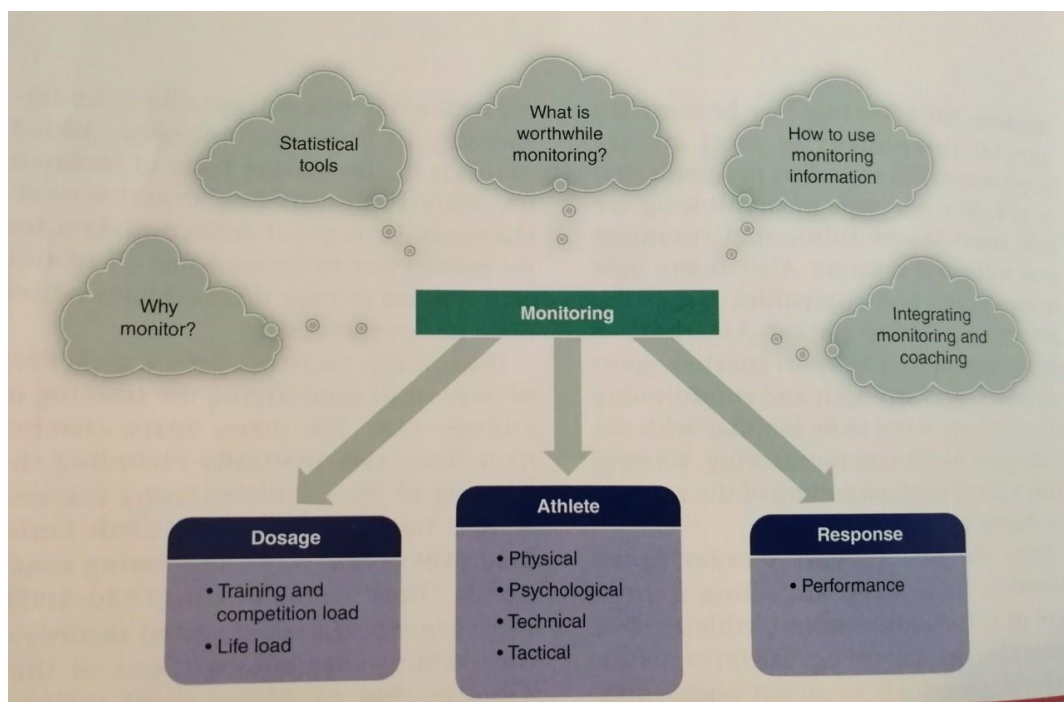 Why
monitor?
Statistical
tools
What is
worthwhile
monitoring?
How to use
monitoring
information
Integrating
monitoring and
coaching
Monitoring
Dosage
• Training and
competition load
• Life load
Athlete
• Physical
• Psychological
• Technical
• Tactical
Response
• Performance